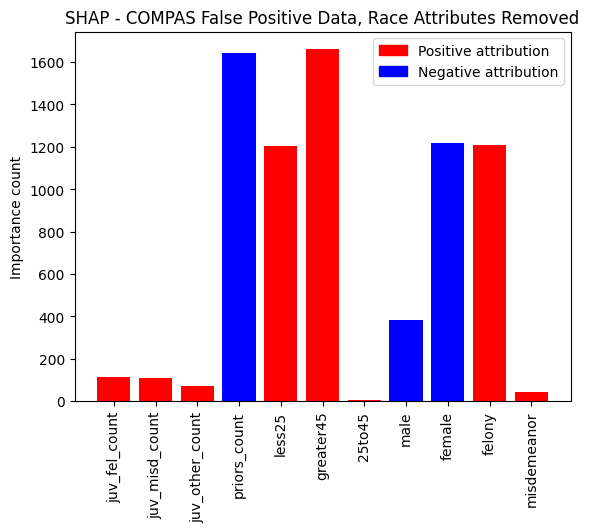 SHAP - COMPAS False Positive Data, Race Attributes Removed
Positive attribution
Negative attribution
Importance count
1600
1400
1200
1000
800
600
400
200
0
juv_fel_count
juv_misd_count
juv_other_count
priors_count
less25
greater45
25to45
male
female
felony
misdemeanor